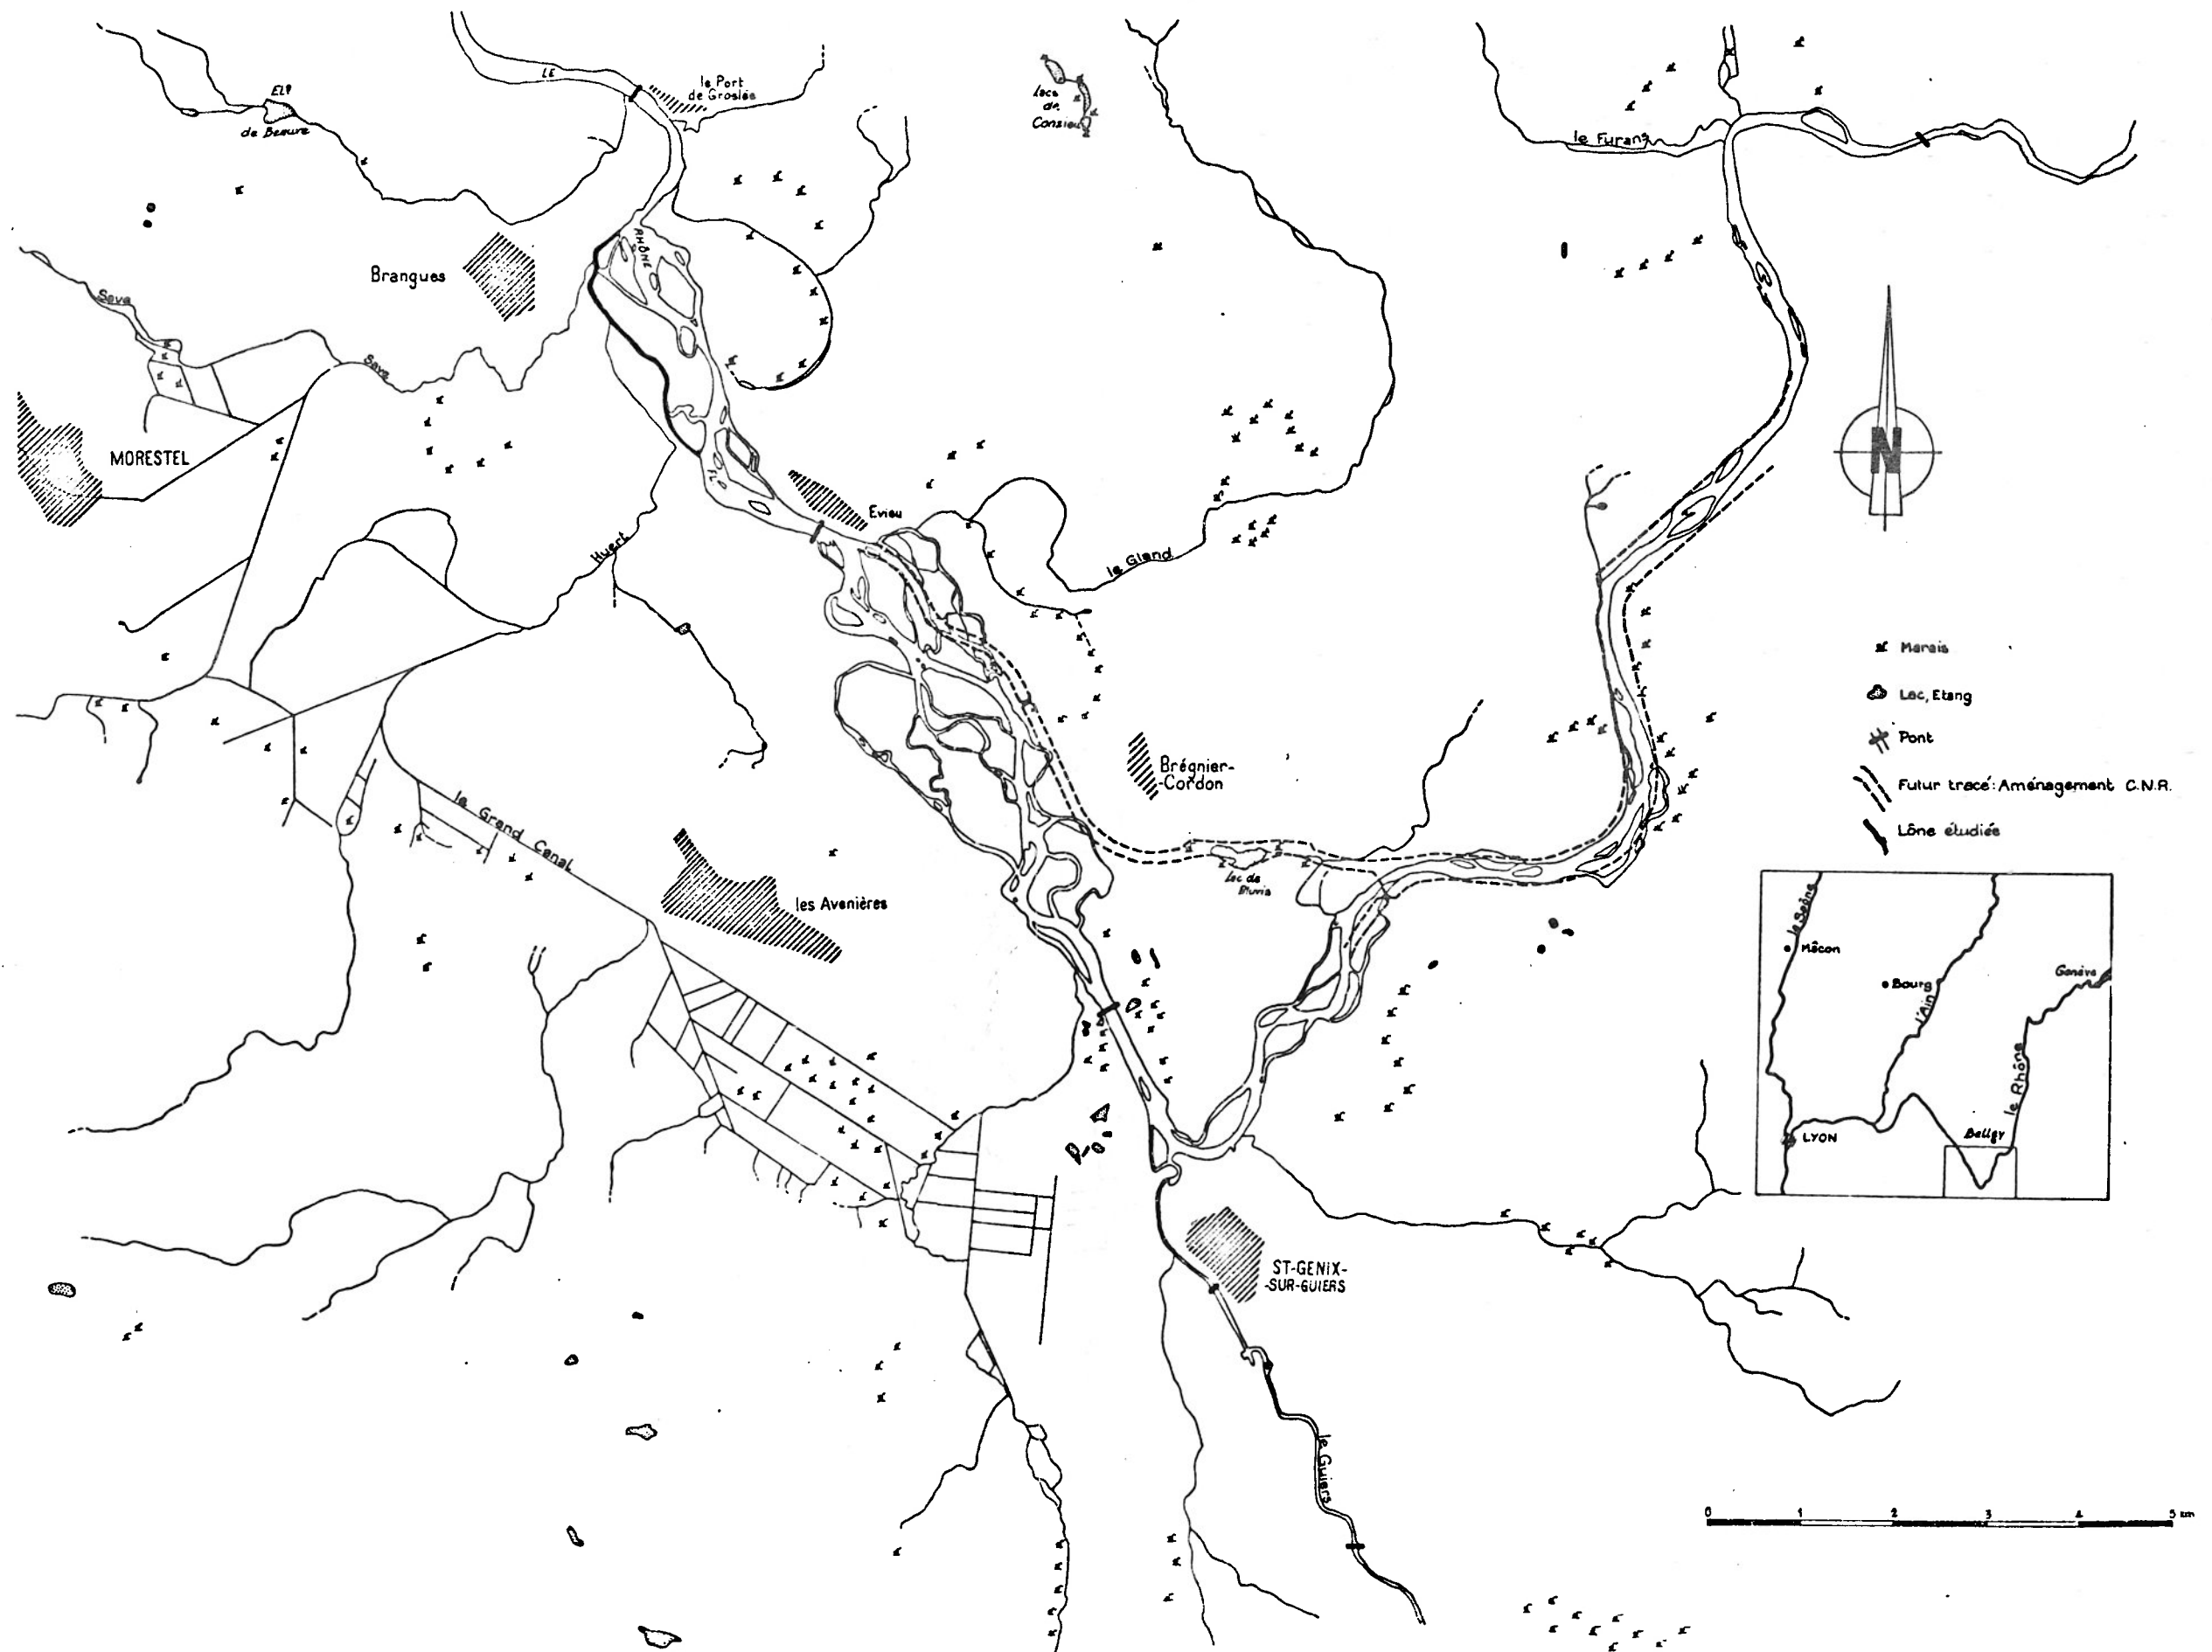 LE
le Port
de Groslée
Etg
de Beaure
Lacs
de
Conzieu
le Furans
RHÔNE
Brangues
Save
Save
MORESTEL
FL.
Evieu
Huert
le Gland
N
Marais
Lac, Etang
Pont
Futur tracé: Aménagement C.N.R.
Lône étudiée
Brégnier-
-Cordon
le Grand Canal
les Avenières
Lac de
la Saône
Mâcon
Bourg
l'Ain
Genève
le Rhône
LYON
Belley
ST-GENIX-
-SUR-GUIERS
le Guiers
0 1 2 3 4 5 km